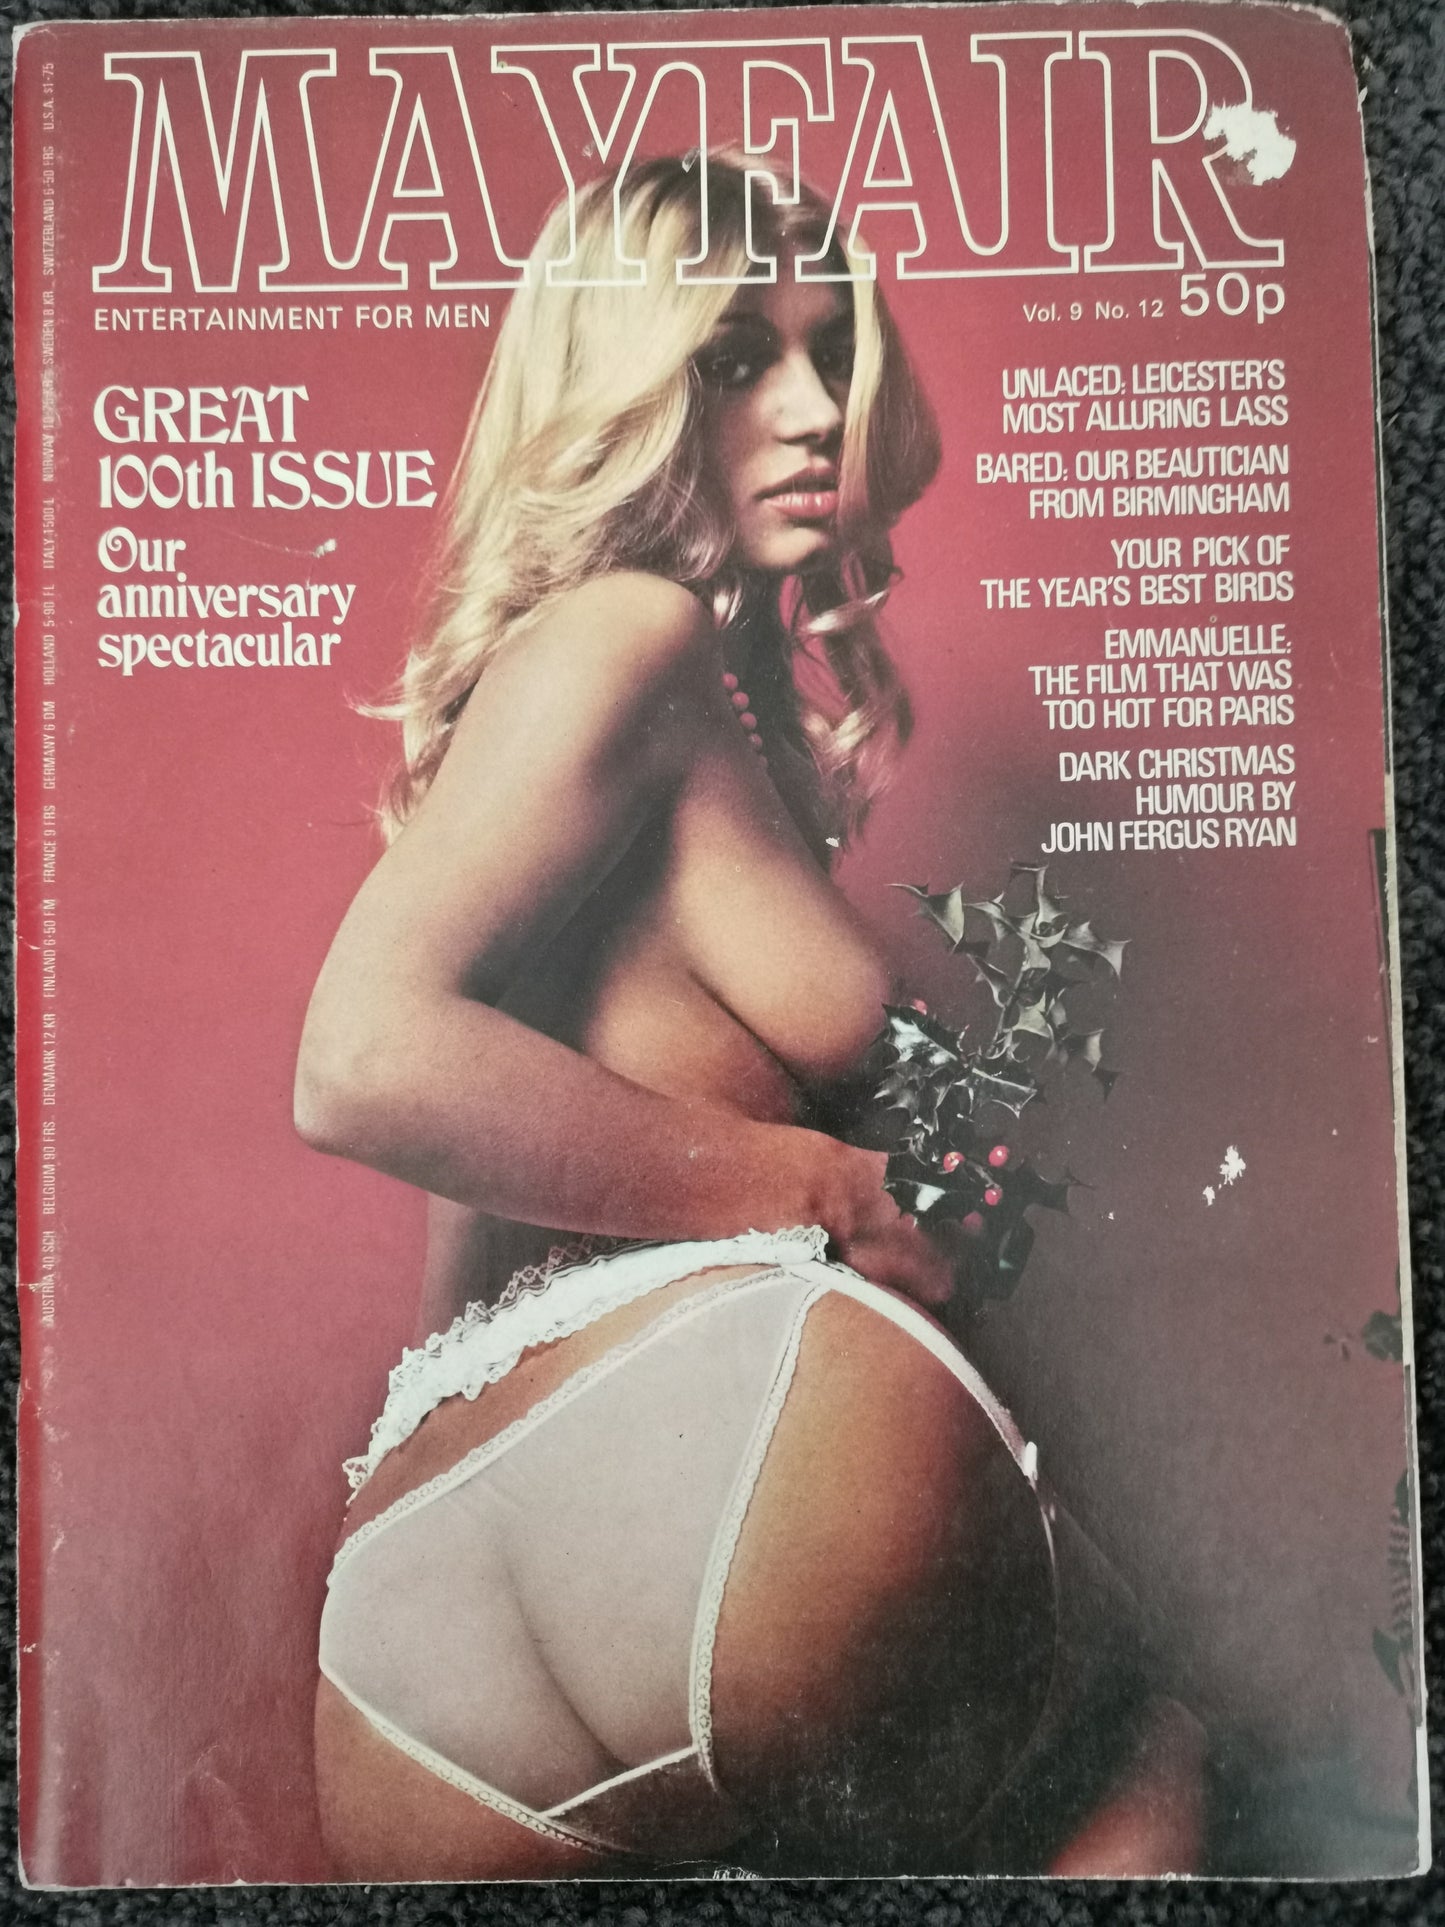 MAYFAIR
ENTERTAINMENT FOR MEN
Vol. 9 No. 12 50p
GREAT
100th ISSUE
Our
anniversary
spectacular
UNLACED: LEICESTER'S
MOST ALLURING LASS
BARED: OUR BEAUTICIAN
FROM BIRMINGHAM
YOUR PICK OF
THE YEAR'S BEST BIRDS
EMMANUELLE:
THE FILM THAT WAS
TOO HOT FOR PARIS
DARK CHRISTMAS
HUMOUR BY
JOHN FERGUS RYAN
AUSTRIA 40 SCH BELGIUM 90 FRS. DENMARK 12 KR FINLAND 6·50 FM FRANCE 9 FRS GERMANY 6 DM HOLLAND 5·90 FL ITALY 1500 L NORWAY SWEDEN 8 KR. SWITZERLAND 6·50 FRS U.S.A. $1·75